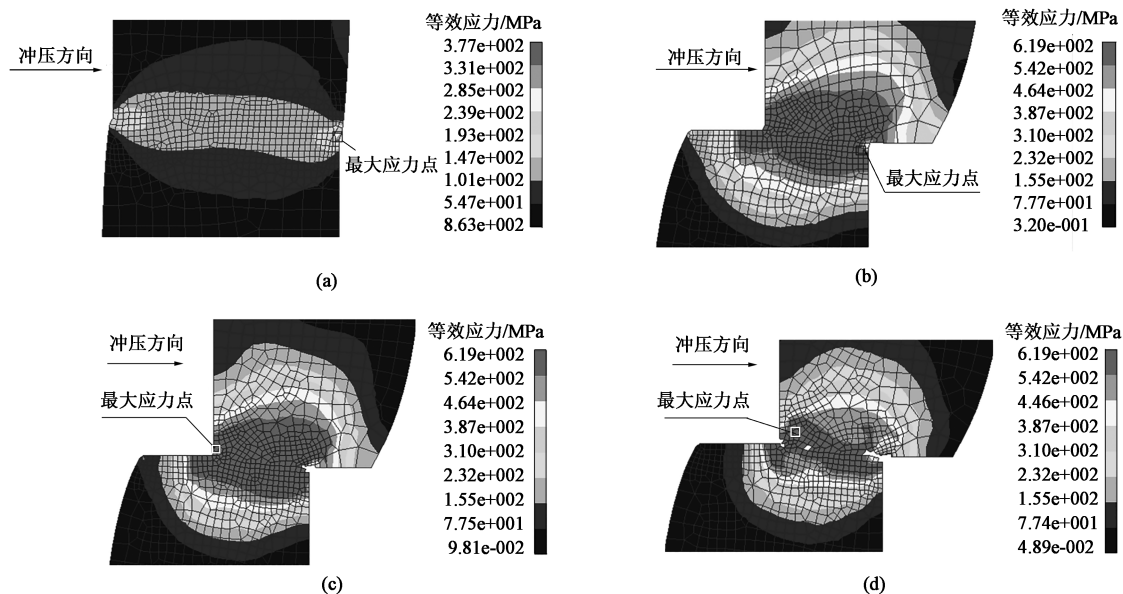 等效应力/MPa
冲压方向
3.77e+002
3.31e+002
2.85e+002
2.39e+002
1.93e+002
1.47e+002
1.01e+002
5.47e+001
8.63e+002
最大应力点
(a)
等效应力/MPa
冲压方向
6.19e+002
5.42e+002
4.64e+002
3.87e+002
3.10e+002
2.32e+002
1.55e+002
7.77e+001
3.20e-001
最大应力点
(b)
等效应力/MPa
冲压方向
最大应力点
6.19e+002
5.42e+002
4.64e+002
3.87e+002
3.10e+002
2.32e+002
1.55e+002
7.75e+001
9.81e-002
(c)
等效应力/MPa
冲压方向
最大应力点
6.19e+002
5.42e+002
4.46e+002
3.87e+002
3.10e+002
2.32e+002
1.55e+002
7.74e+001
4.89e-002
(d)